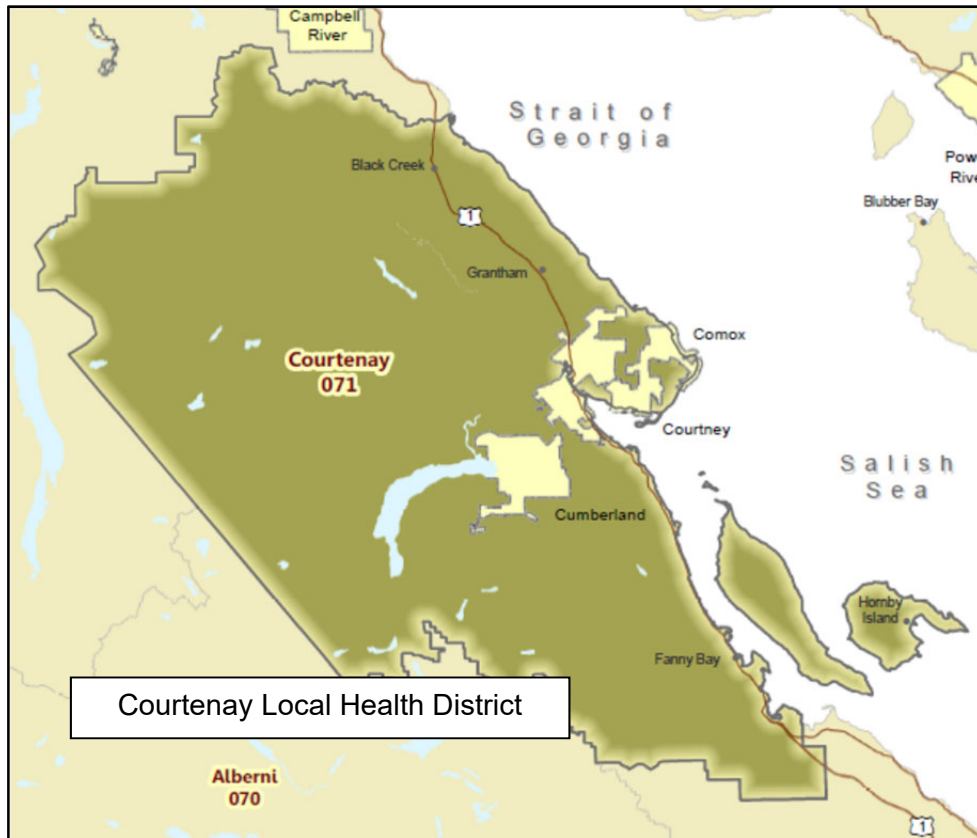 Campbell
River
Strait of
Georgia
Black Creek
Pow
Rive
Blubber Bay
1
Grantham
Comox
Courtenay
071
Courtney
Salish
Sea
Cumberland
Hornby
Island
Fanny Bay
Courtenay Local Health District
Alberni
070
1